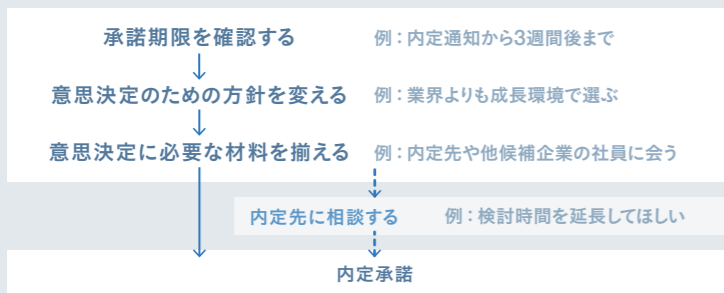 承諾期限を確認する 例：内定通知から3週間後まで
意思決定のための方針を変える 例：業界よりも成長環境で選ぶ
意思決定に必要な材料を揃える 例：内定先や他候補企業の社員に会う
内定先に相談する 例：検討時間を延長してほしい
内定承諾